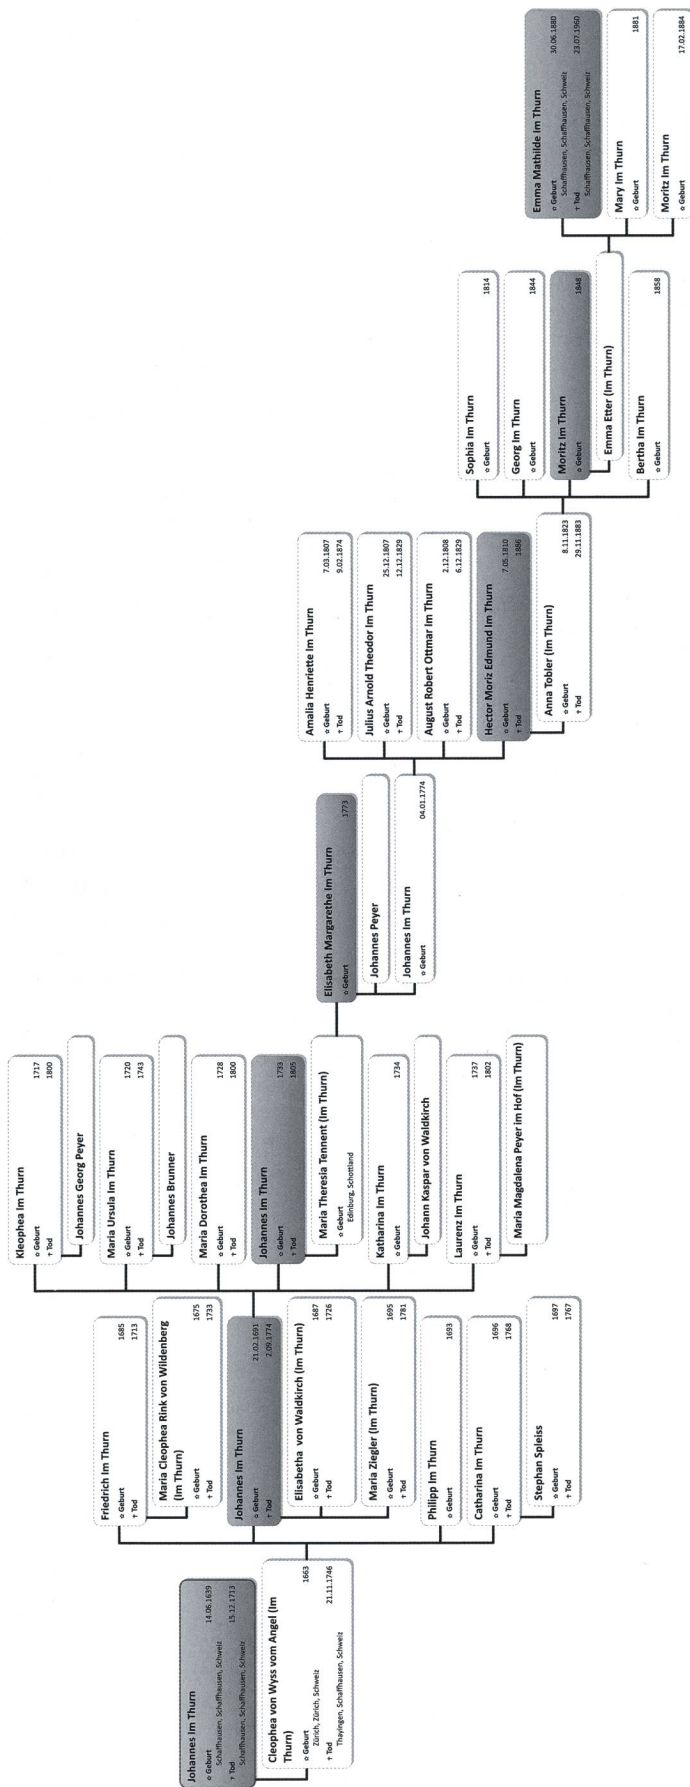 Johannes Im Thurn
☆ Geburt 14.06.1639
Schaffhausen, Schaffhausen, Schweiz
† Tod 15.12.1713
Schaffhausen, Schaffhausen, Schweiz
Cleophea von Wyss vom Angel (Im
Thurn)
☆ Geburt 1663
Zürich, Zürich, Schweiz
† Tod 21.11.1746
Thayingen, Schaffhausen, Schweiz
Friedrich Im Thurn
☆ Geburt 1685
† Tod 1713
Maria Cleophea Rink von Wildenberg
(Im Thurn)
☆ Geburt 1675
† Tod 1733
Johannes Im Thurn
☆ Geburt 21.02.1691
† Tod 2.09.1774
Elisabetha von Waldkirch (Im Thurn)
☆ Geburt 1687
† Tod 1726
Maria Ziegler (Im Thurn)
☆ Geburt 1695
† Tod 1781
Philipp Im Thurn
☆ Geburt 1693
Catharina Im Thurn
☆ Geburt 1696
† Tod 1768
Stephan Spleiss
☆ Geburt 1697
† Tod 1767
Kleophea Im Thurn
☆ Geburt 1717
† Tod 1800
Johannes Georg Peyer
Maria Ursula Im Thurn
☆ Geburt 1720
† Tod 1743
Johannes Brunner
Maria Dorothea Im Thurn
☆ Geburt 1728
† Tod 1800
Johannes Im Thurn
☆ Geburt 1733
† Tod 1805
Maria Theresia Tennent (Im Thurn)
☆ Geburt
Edinburg, Schottland
Katharina Im Thurn
☆ Geburt 1734
Johann Kaspar von Waldkirch
Laurenz Im Thurn
☆ Geburt 1737
† Tod 1802
Maria Magdalena Peyer im Hof (Im Thurn)
Elisabeth Margarethe Im Thurn
☆ Geburt 1773
Johannes Peyer
Johannes Im Thurn
☆ Geburt 04.01.1774
Amalia Henriette Im Thurn
☆ Geburt 7.03.1807
† Tod 9.02.1874
Julius Arnold Theodor Im Thurn
☆ Geburt 25.12.1807
† Tod 12.12.1829
August Robert Ottmar Im Thurn
☆ Geburt 2.12.1808
† Tod 6.12.1829
Hector Moriz Edmund Im Thurn
☆ Geburt 7.05.1810
† Tod 1886
Anna Tobler (Im Thurn)
☆ Geburt 8.11.1823
† Tod 29.11.1883
Sophia Im Thurn
☆ Geburt 1814
Georg Im Thurn
☆ Geburt 1844
Moritz Im Thurn
☆ Geburt 1848
Emma Etter (Im Thurn)
Bertha Im Thurn
☆ Geburt 1858
Emma Mathilde Im Thurn
☆ Geburt 30.06.1880
Schaffhausen, Schaffhausen, Schweiz
† Tod 23.07.1960
Schaffhausen, Schaffhausen, Schweiz
Mary Im Thurn
☆ Geburt 1881
Moritz Im Thurn
☆ Geburt 17.02.1884